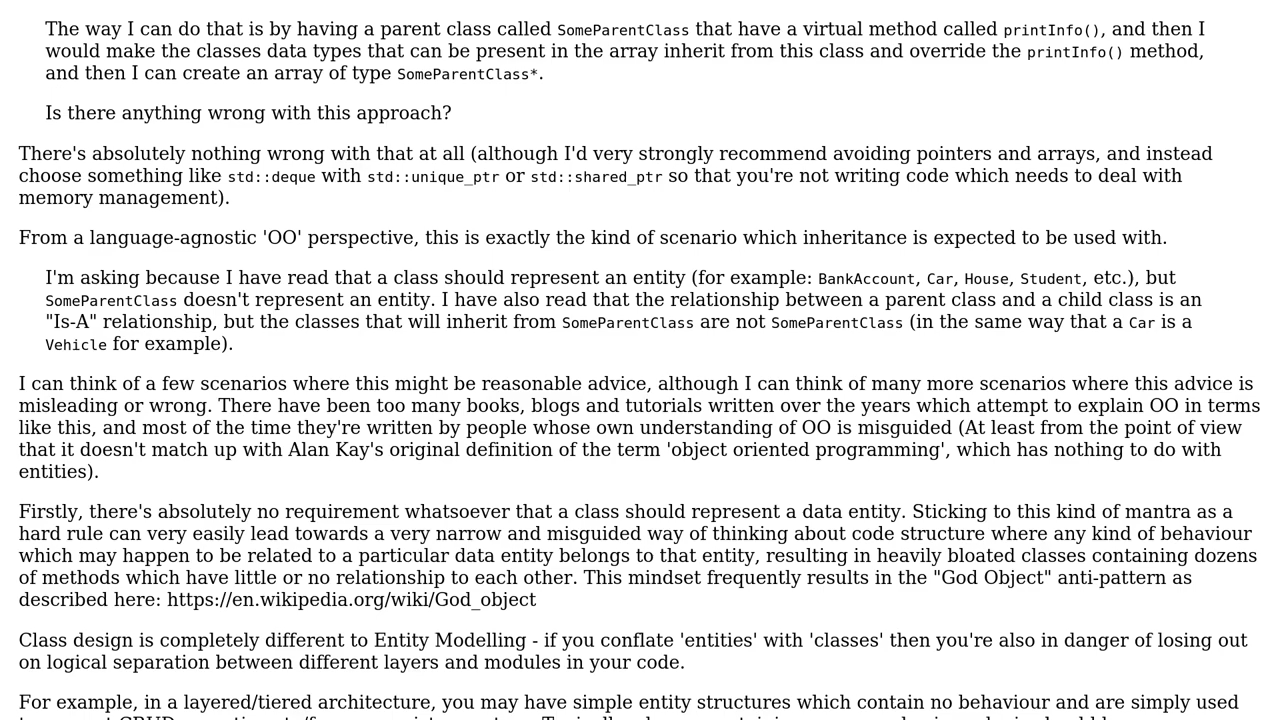 The way I can do that is by having a parent class called SomeParentClass that have a virtual method called printInfo(), and then I
would make the classes data types that can be present in the array inherit from this class and override the printInfo() method,
and then I can create an array of type SomeParentClass*.
Is there anything wrong with this approach?
There's absolutely nothing wrong with that at all (although I'd very strongly recommend avoiding pointers and arrays, and instead
choose something like std::deque with std::unique_ptr or std::shared_ptr so that you're not writing code which needs to deal with
memory management).
From a language-agnostic 'OO' perspective, this is exactly the kind of scenario which inheritance is expected to be used with.
I'm asking because I have read that a class should represent an entity (for example: BankAccount, Car, House, Student, etc.), but
SomeParentClass doesn't represent an entity. I have also read that the relationship between a parent class and a child class is an
"Is-A" relationship, but the classes that will inherit from SomeParentClass are not SomeParentClass (in the same way that a Car is a
Vehicle for example).
I can think of a few scenarios where this might be reasonable advice, although I can think of many more scenarios where this advice is
misleading or wrong. There have been too many books, blogs and tutorials written over the years which attempt to explain OO in terms
like this, and most of the time they're written by people whose own understanding of OO is misguided (At least from the point of view
that it doesn't match up with Alan Kay's original definition of the term 'object oriented programming', which has nothing to do with
entities).
Firstly, there's absolutely no requirement whatsoever that a class should represent a data entity. Sticking to this kind of mantra as a
hard rule can very easily lead towards a very narrow and misguided way of thinking about code structure where any kind of behaviour
which may happen to be related to a particular data entity belongs to that entity, resulting in heavily bloated classes containing dozens
of methods which have little or no relationship to each other. This mindset frequently results in the "God Object" anti-pattern as
described here: https://en.wikipedia.org/wiki/God_object
Class design is completely different to Entity Modelling - if you conflate 'entities' with 'classes' then you're also in danger of losing out
on logical separation between different layers and modules in your code.
For example, in a layered/tiered architecture, you may have simple entity structures which contain no behaviour and are simply used